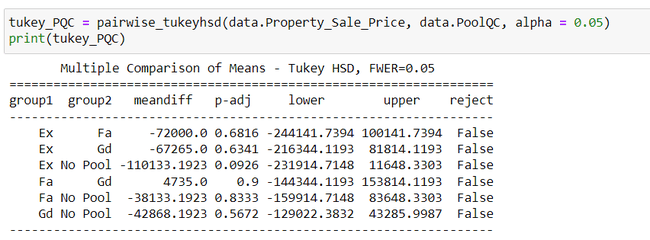 tukey_PQC = pairwise_tukeyhsd(data.Property_Sale_Price, data.PoolQC, alpha = 0.05)
print(tukey_PQC)
Multiple Comparison of Means - Tukey HSD, FWER=0.05
================================================================
group1 group2 meandiff p-adj lower upper reject
----------------------------------------------------------------
Ex Fa -72000.0 0.6816 -244141.7394 100141.7394 False
Ex Gd -67265.0 0.6341 -216344.1193 81814.1193 False
Ex No Pool -110133.1923 0.0926 -231914.7148 11648.3303 False
Fa Gd 4735.0 0.9 -144344.1193 153814.1193 False
Fa No Pool -38133.1923 0.8333 -159914.7148 83648.3303 False
Gd No Pool -42868.1923 0.5672 -129022.3832 43285.9987 False
----------------------------------------------------------------